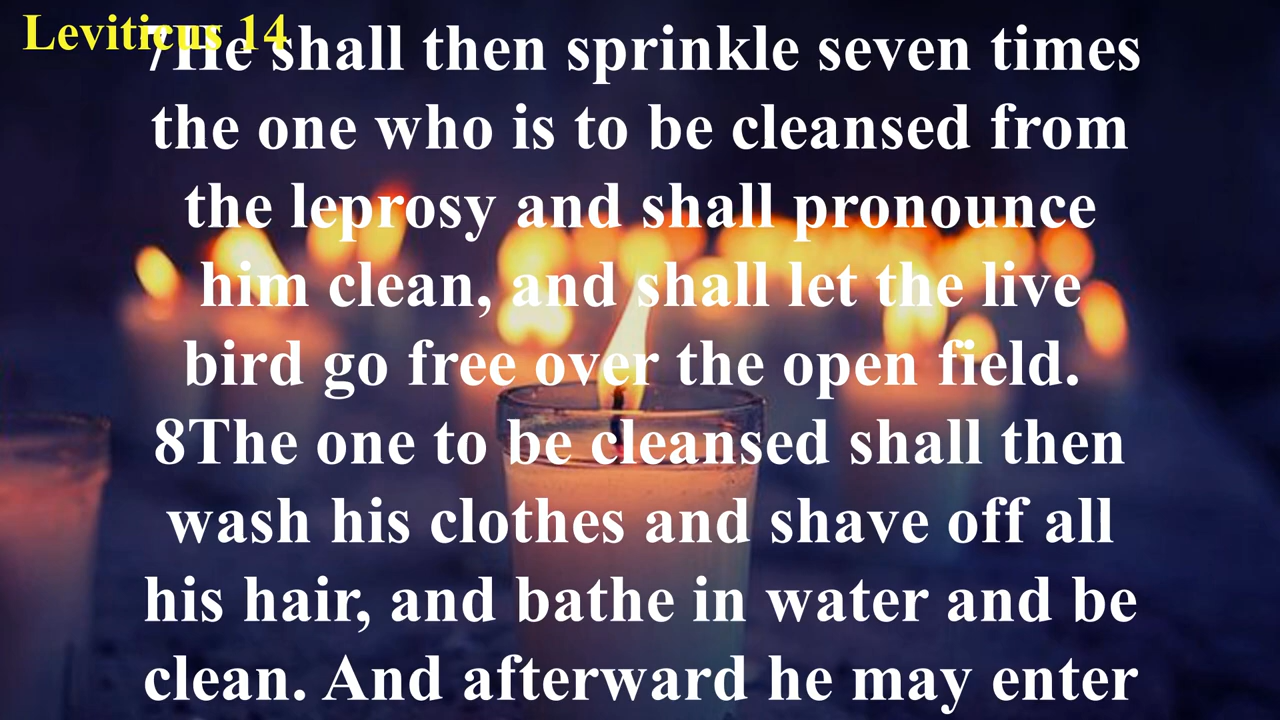 Leviticus 14
7He shall then sprinkle seven times
the one who is to be cleansed from
the leprosy and shall pronounce
him clean, and shall let the live
bird go free over the open field.
8The one to be cleansed shall then
wash his clothes and shave off all
his hair, and bathe in water and be
clean. And afterward he may enter